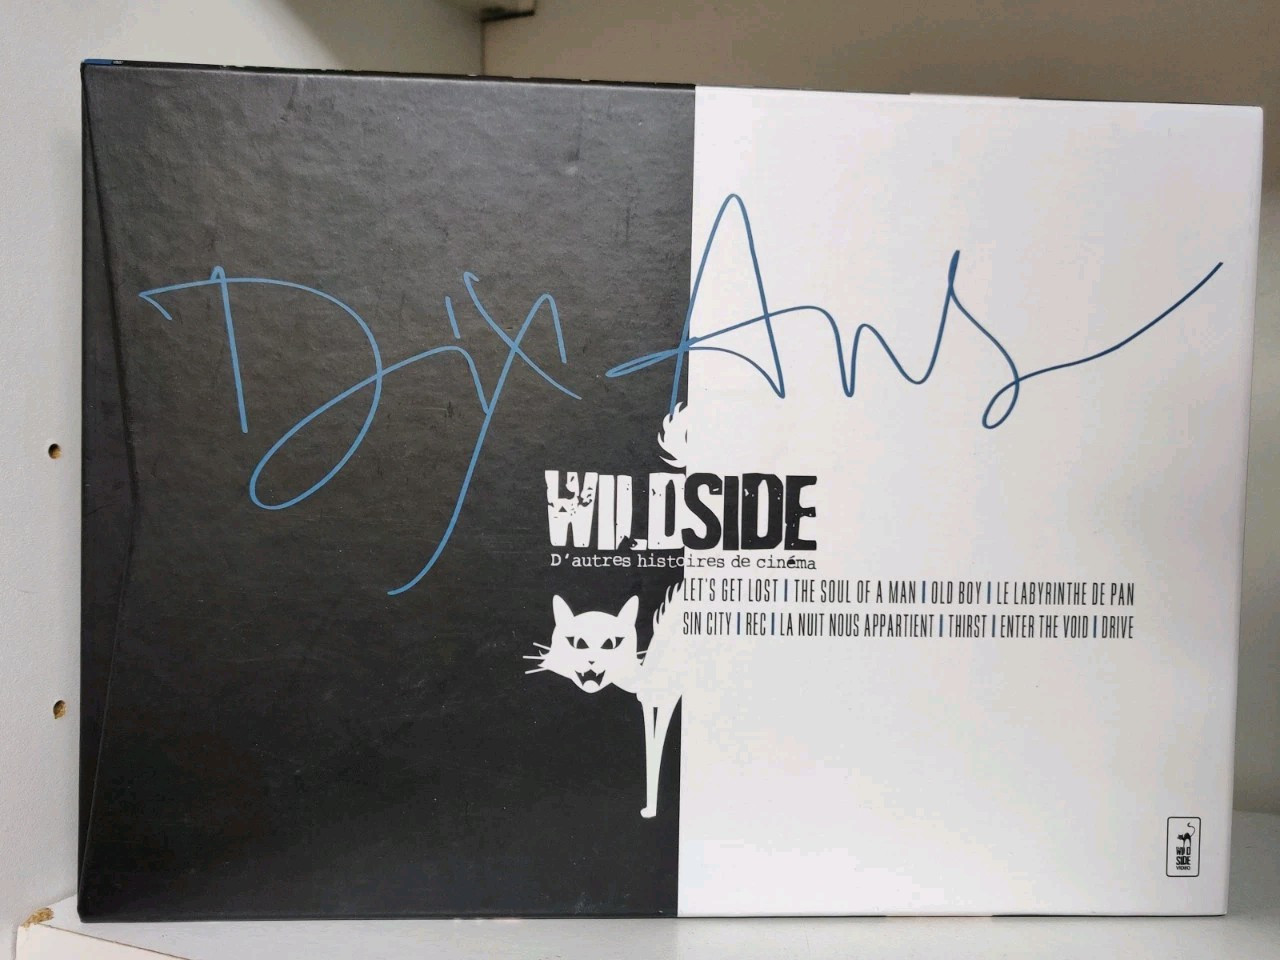 Dix Ans
WILDSIDE
D'autres histoires de cinéma
LET'S GET LOST | THE SOUL OF A MAN | OLD BOY | LE LABYRINTHE DE PAN
SIN CITY | REC | LA NUIT NOUS APPARTIENT | THIRST | ENTER THE VOID | DRIVE
WILD
SIDE
VIDEO